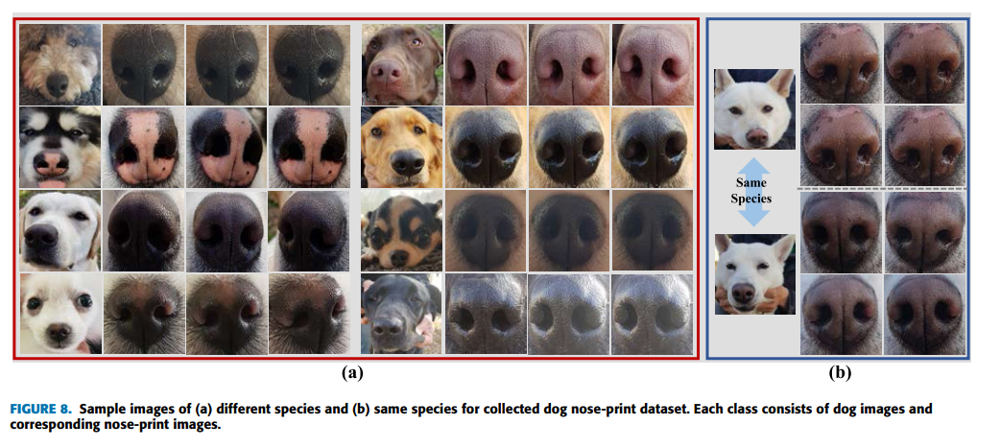 Same
Species
(a)
(b)
FIGURE 8. Sample images of (a) different species and (b) same species for collected dog nose-print dataset. Each class consists of dog images and
corresponding nose-print images.